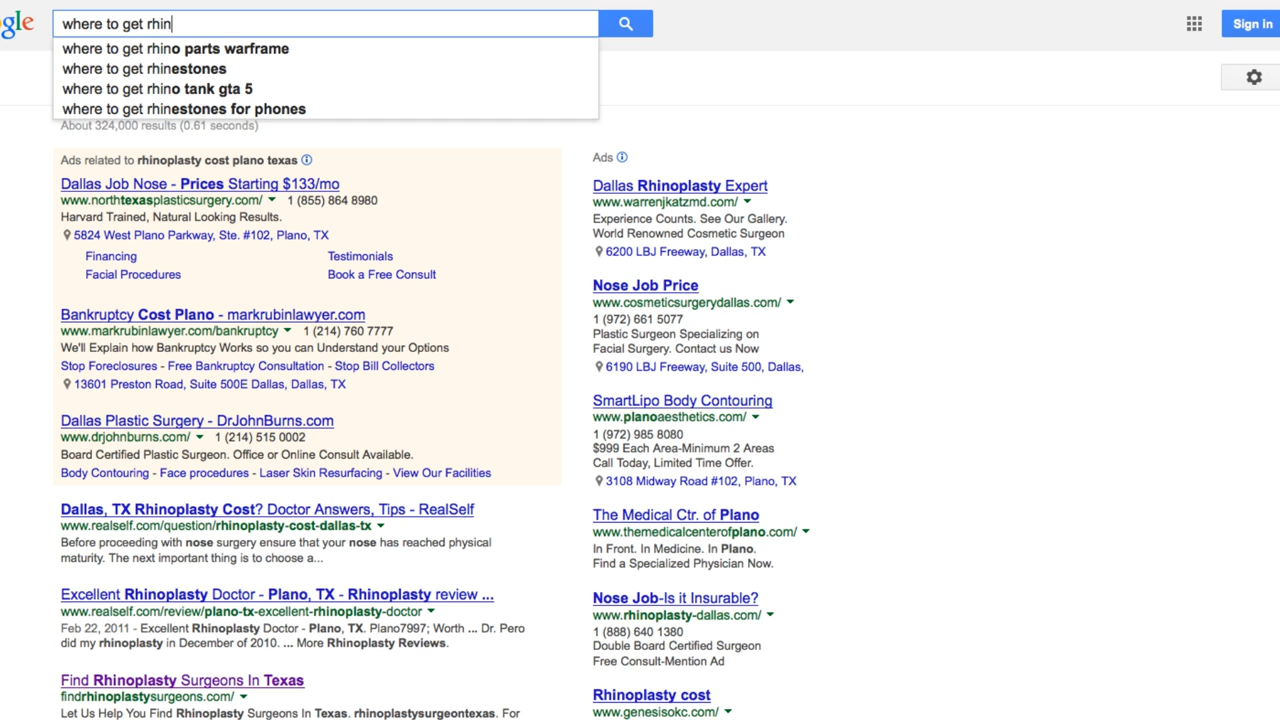 gle
where to get rhin
Sign in
where to get rhino parts warframe
where to get rhinestones
where to get rhino tank gta 5
where to get rhinestones for phones
About 324,000 results (0.61 seconds)
Ads related to rhinoplasty cost plano texas
Dallas Job Nose - Prices Starting $133/mo
www.northtexasplasticsurgery.com/ 1 (855) 864 8980
Harvard Trained, Natural Looking Results.
5824 West Plano Parkway, Ste. #102, Plano, TX
Financing Testimonials
Facial Procedures Book a Free Consult
Bankruptcy Cost Plano - markrubinlawyer.com
www.markrubinlawyer.com/bankruptcy 1 (214) 760 7777
We'll Explain how Bankruptcy Works so you can Understand your Options
Stop Foreclosures - Free Bankruptcy Consultation - Stop Bill Collectors
13601 Preston Road, Suite 500E Dallas, Dallas, TX
Dallas Plastic Surgery - DrJohnBurns.com
www.drjohnburns.com/ 1 (214) 515 0002
Board Certified Plastic Surgeon. Office or Online Consult Available.
Body Contouring - Face procedures - Laser Skin Resurfacing - View Our Facilities
Dallas, TX Rhinoplasty Cost? Doctor Answers, Tips - RealSelf
www.realself.com/question/rhinoplasty-cost-dallas-tx
Before proceeding with nose surgery ensure that your nose has reached physical
maturity. The next important thing is to choose a...
Excellent Rhinoplasty Doctor - Plano, TX - Rhinoplasty review ...
www.realself.com/review/plano-tx-excellent-rhinoplasty-doctor
Feb 22, 2011 - Excellent Rhinoplasty Doctor - Plano, TX. Plano7997; Worth ... Dr. Pero
did my rhinoplasty in December of 2010. ... More Rhinoplasty Reviews.
Find Rhinoplasty Surgeons In Texas
findrhinoplastysurgeons.com/
Let Us Help You Find Rhinoplasty Surgeons In Texas. rhinoplastysurgeontexas. For
Ads
Dallas Rhinoplasty Expert
www.warrenjkatzmd.com/
Experience Counts. See Our Gallery.
World Renowned Cosmetic Surgeon
6200 LBJ Freeway, Dallas, TX
Nose Job Price
www.cosmeticsurgerydallas.com/
1 (972) 661 5077
Plastic Surgeon Specializing on
Facial Surgery. Contact us Now
6190 LBJ Freeway, Suite 500, Dallas,
SmartLipo Body Contouring
www.planoaesthetics.com/
1 (972) 985 8080
$999 Each Area-Minimum 2 Areas
Call Today, Limited Time Offer.
3108 Midway Road #102, Plano, TX
The Medical Ctr. of Plano
www.themedicalcenterofplano.com/
In Front. In Medicine. In Plano.
Find a Specialized Physician Now.
Nose Job-Is it Insurable?
www.rhinoplasty-dallas.com/
1 (888) 640 1380
Double Board Certified Surgeon
Free Consult-Mention Ad
Rhinoplasty cost
www.genesisokc.com/